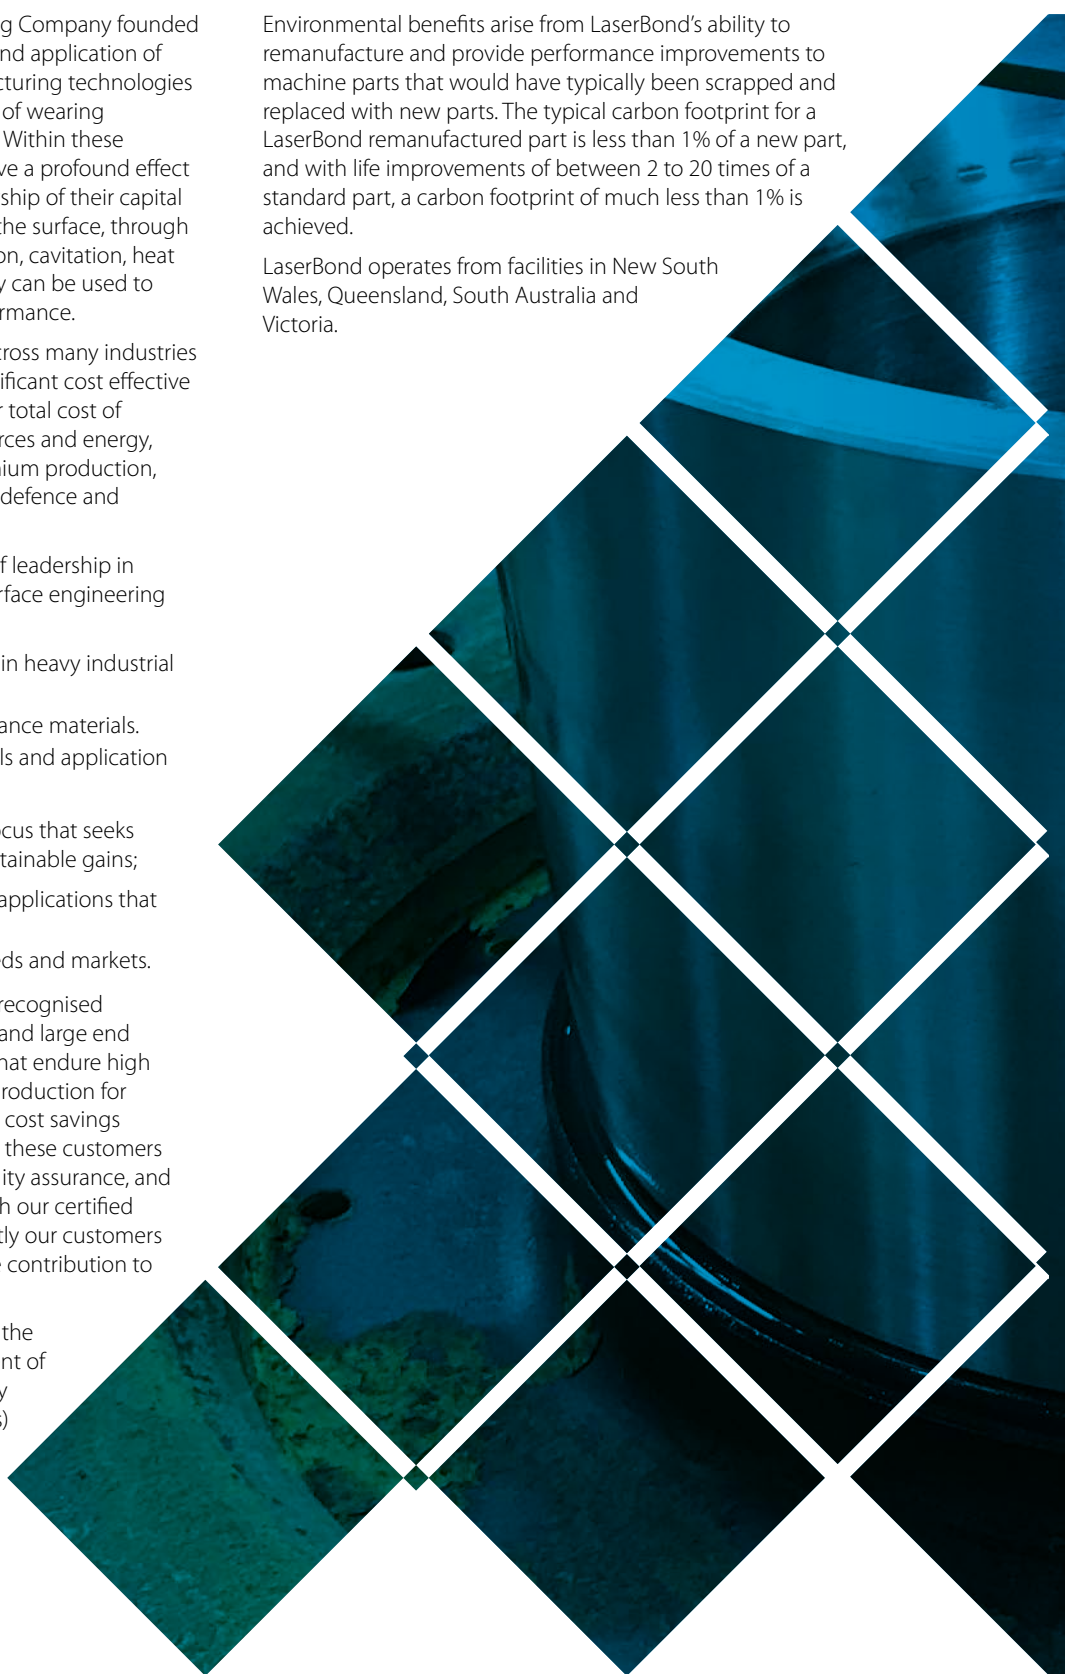 g Company founded
nd application of
cturing technologies
of wearing
Within these
ve a profound effect
ship of their capital
the surface, through
on, cavitation, heat
y can be used to
rmance.
cross many industries
ificant cost effective
r total cost of
rces and energy,
nium production,
defence and
f leadership in
rface engineering
in heavy industrial
ance materials.
ls and application
ocus that seeks
tainable gains;
applications that
eds and markets.
recognised
and large end
hat endure high
roduction for
cost savings
these customers
ity assurance, and
h our certified
tly our customers
e contribution to
the
nt of
y
s)
Environmental benefits arise from LaserBond’s ability to
remanufacture and provide performance improvements to
machine parts that would have typically been scrapped and
replaced with new parts. The typical carbon footprint for a
LaserBond remanufactured part is less than 1% of a new part,
and with life improvements of between 2 to 20 times of a
standard part, a carbon footprint of much less than 1% is
achieved.
LaserBond operates from facilities in New South
Wales, Queensland, South Australia and
Victoria.